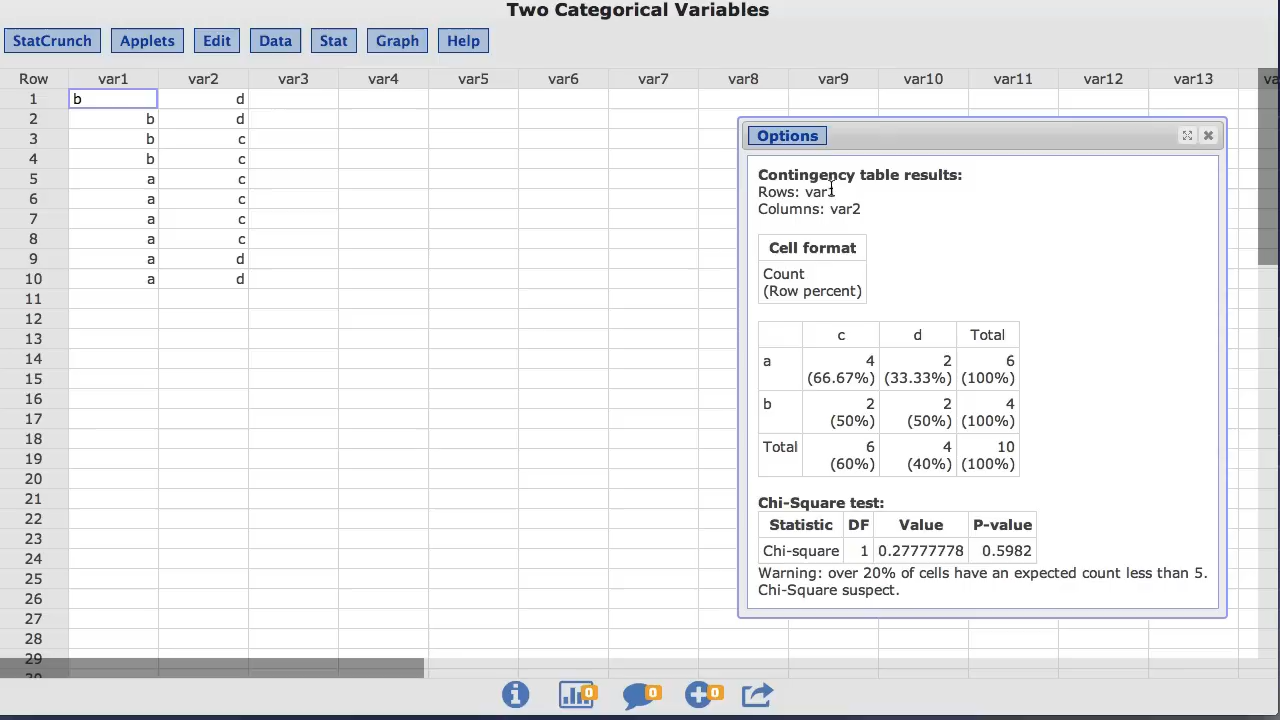 Two Categorical Variables
StatCrunch Applets Edit Data Stat Graph Help
Row var1 var2 var3 var4 var5 var6 var7 var8 var9 var10 var11 var12 var13 va
1 b d
2 b d
3 b c
4 b c
5 a c
6 a c
7 a c
8 a c
9 a d
10 a d
11
12
13
14
15
16
17
18
19
20
21
22
23
24
25
26
27
28
29
Options
Contingency table results:
Rows: var1
Columns: var2
Cell format
Count
(Row percent)
c d Total
a 4 2 6
(66.67%) (33.33%) (100%)
b 2 2 4
(50%) (50%) (100%)
Total 6 4 10
(60%) (40%) (100%)
Chi-Square test:
Statistic DF Value P-value
Chi-square 1 0.27777778 0.5982
Warning: over 20% of cells have an expected count less than 5.
Chi-Square suspect.
0 0 0